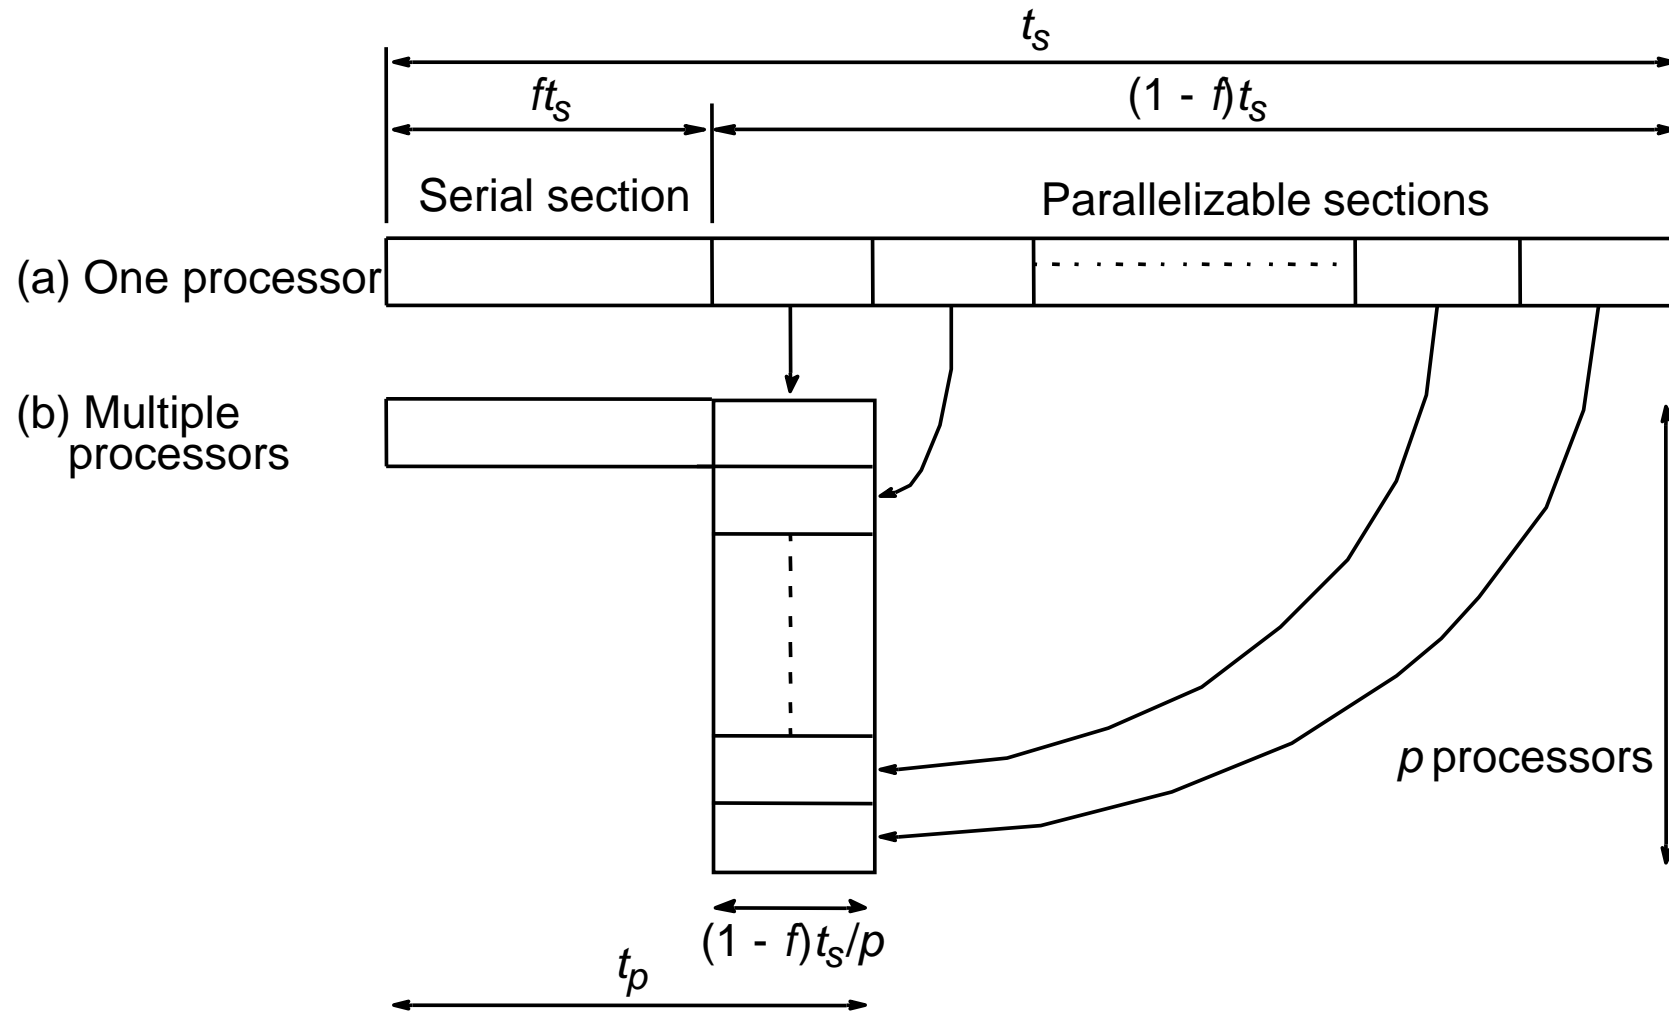 t_s
ft_s
(1 - f)t_s
Serial section
Parallelizable sections
(a) One processor
(b) Multiple
processors
p processors
(1 - f)t_s/p
t_p